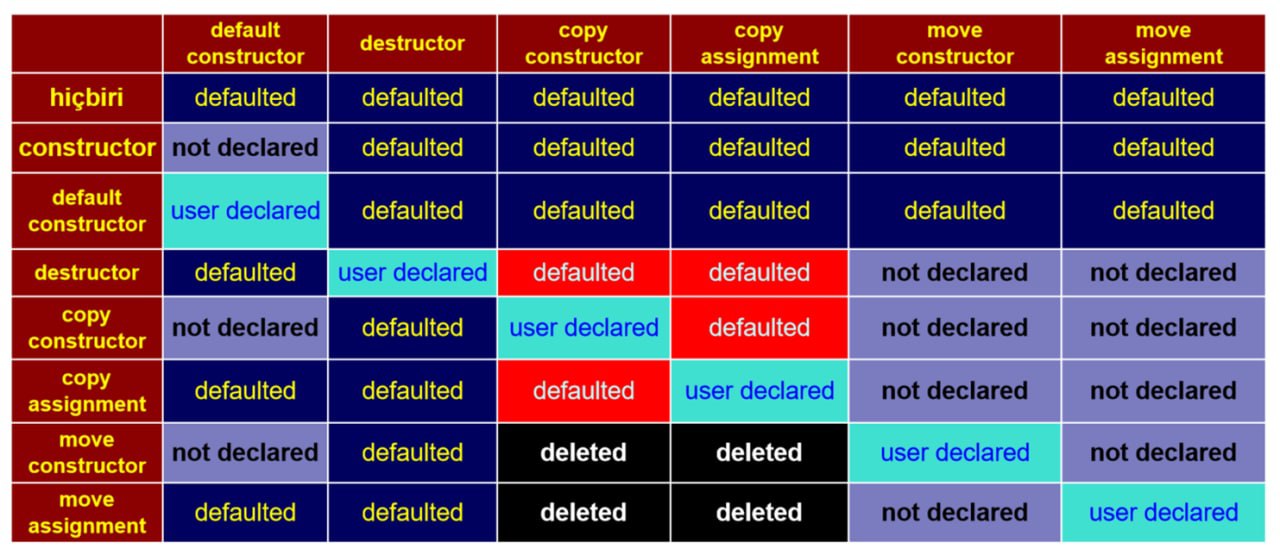 default constructor destructor copy constructor copy assignment move constructor move assignment
hiçbiri defaulted defaulted defaulted defaulted defaulted defaulted
constructor not declared defaulted defaulted defaulted defaulted defaulted
default constructor user declared defaulted defaulted defaulted defaulted defaulted
destructor defaulted user declared defaulted defaulted not declared not declared
copy constructor not declared defaulted user declared defaulted not declared not declared
copy assignment defaulted defaulted defaulted user declared not declared not declared
move constructor not declared defaulted deleted deleted user declared not declared
move assignment defaulted defaulted deleted deleted not declared user declared